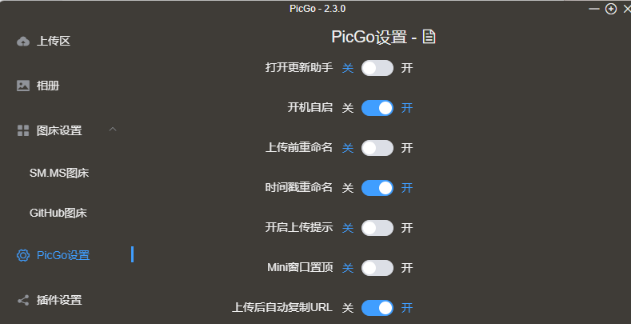 PicGo - 2.3.0
上传区
相册
图床设置
SM.MS图床
GitHub图床
PicGo设置
插件设置
PicGo设置 -
打开更新助手 关 开
开机自启 关 开
上传前重命名 关 开
时间戳重命名 关 开
开启上传提示 关 开
Mini窗口置顶 关 开
上传后自动复制URL 关 开